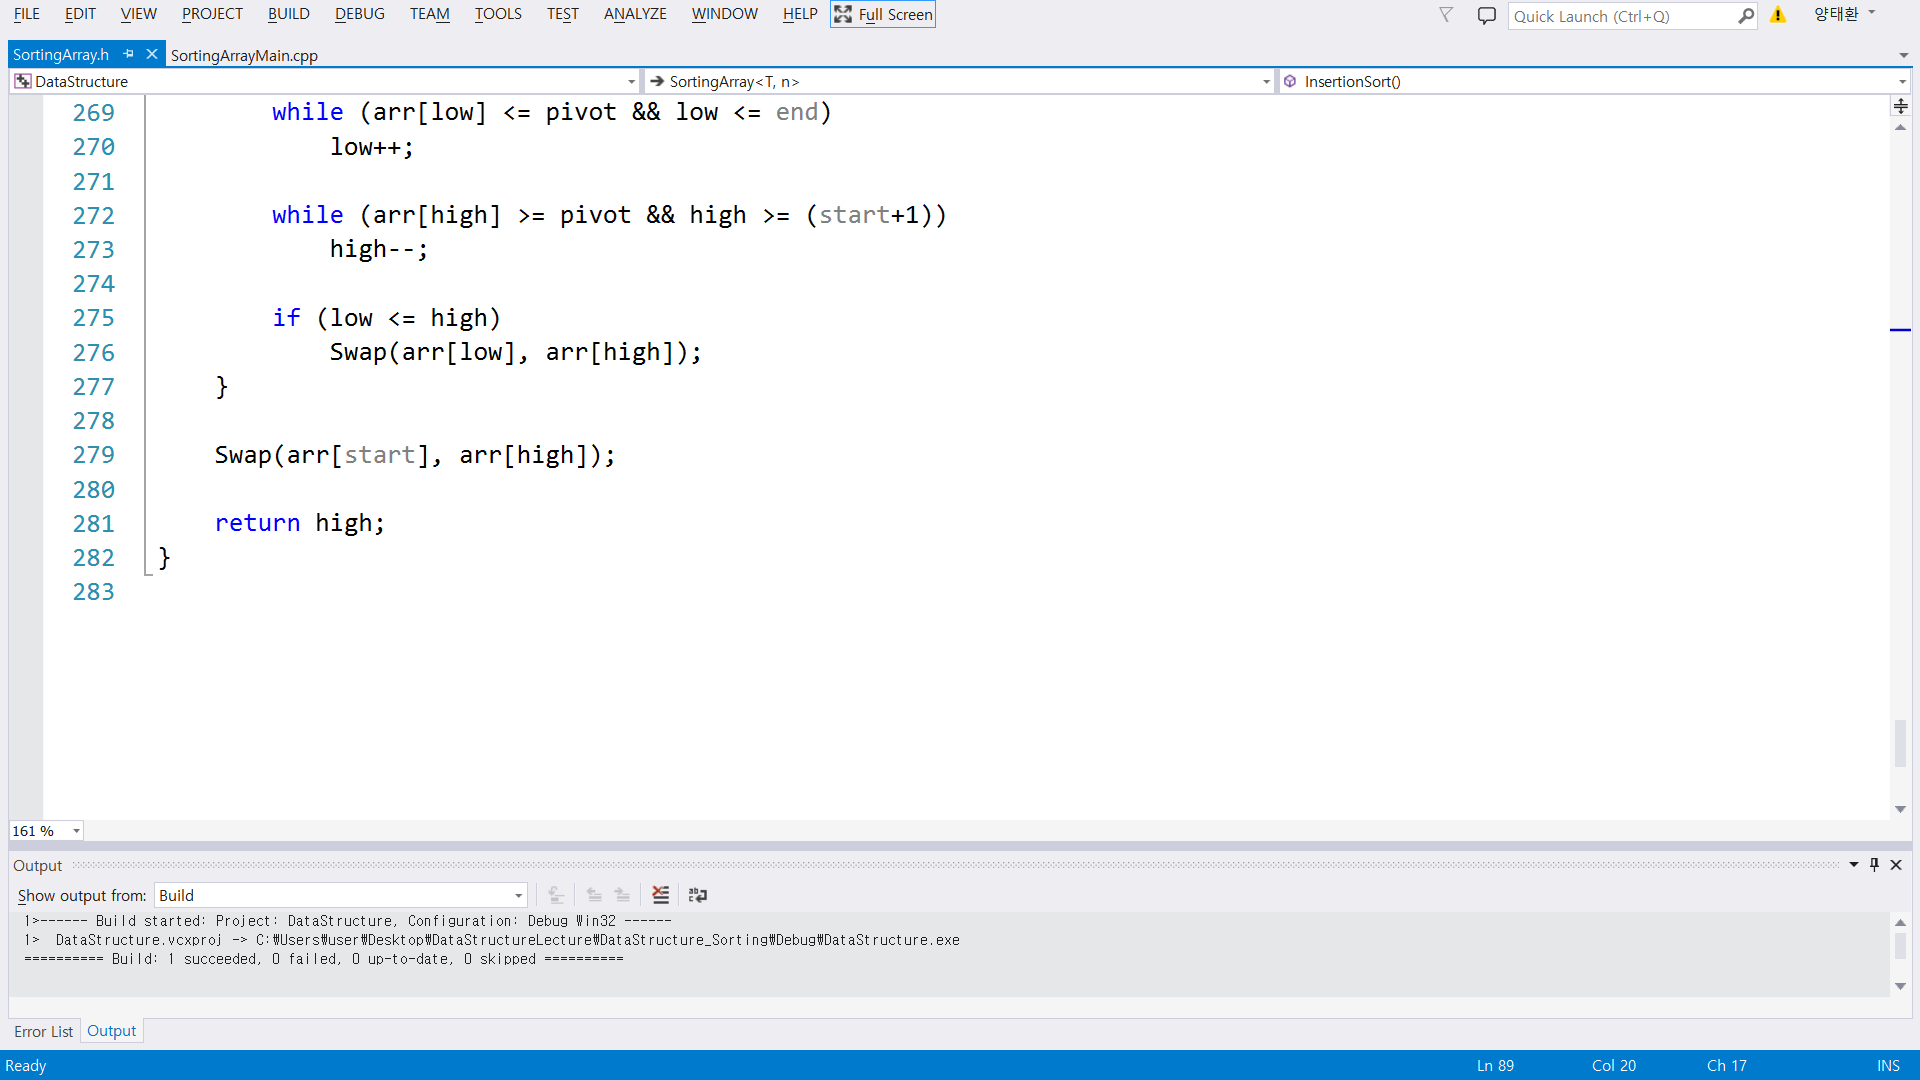 FILE EDIT VIEW PROJECT BUILD DEBUG TEAM TOOLS TEST ANALYZE WINDOW HELP Full Screen Quick Launch (Ctrl+Q) 양태환
SortingArray.h SortingArrayMain.cpp
DataStructure SortingArray<T, n> InsertionSort()
269 while (arr[low] <= pivot && low <= end)
270 low++;
271
272 while (arr[high] >= pivot && high >= (start+1))
273 high--;
274
275 if (low <= high)
276 Swap(arr[low], arr[high]);
277 }
278
279 Swap(arr[start], arr[high]);
280
281 return high;
282 }
283
161 %
Output
Show output from: Build
1>------ Build started: Project: DataStructure, Configuration: Debug Win32 ------
1>  DataStructure.vcxproj -> C:₩Users₩user₩Desktop₩DataStructureLecture₩DataStructure_Sorting₩Debug₩DataStructure.exe
========== Build: 1 succeeded, 0 failed, 0 up-to-date, 0 skipped ==========
Error List Output
Ready Ln 89 Col 20 Ch 17 INS